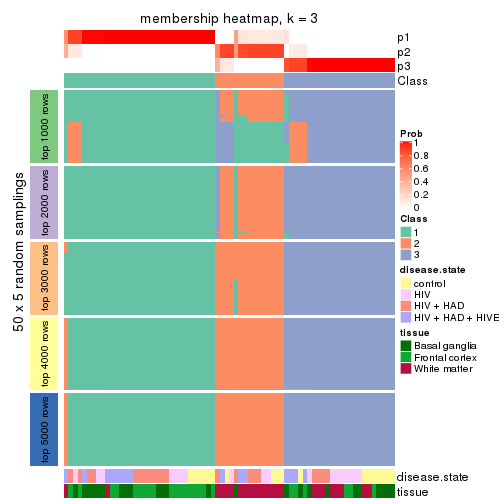 membership heatmap, k = 3
p1
p2
p3
Class
50 x 5 random samplings
top 1000 rows
top 2000 rows
top 3000 rows
top 4000 rows
top 5000 rows
Prob
1
0.8
0.6
0.4
0.2
0
Class
1
2
3
disease.state
control
HIV
HIV + HAD
HIV + HAD + HIVE
tissue
Basal ganglia
Frontal cortex
White matter
disease.state
tissue